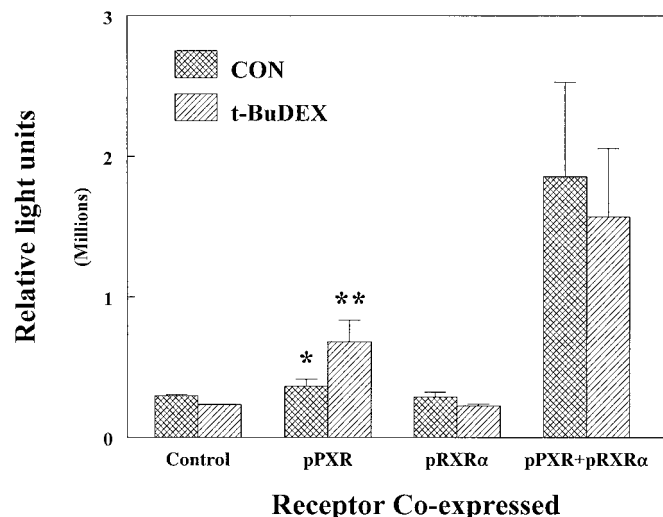 3
2
1
0
Relative light units
(Millions)
CON
t-BuDEX
*
**
Control
pPXR
pRXRα
pPXR+pRXRα
Receptor Co-expressed